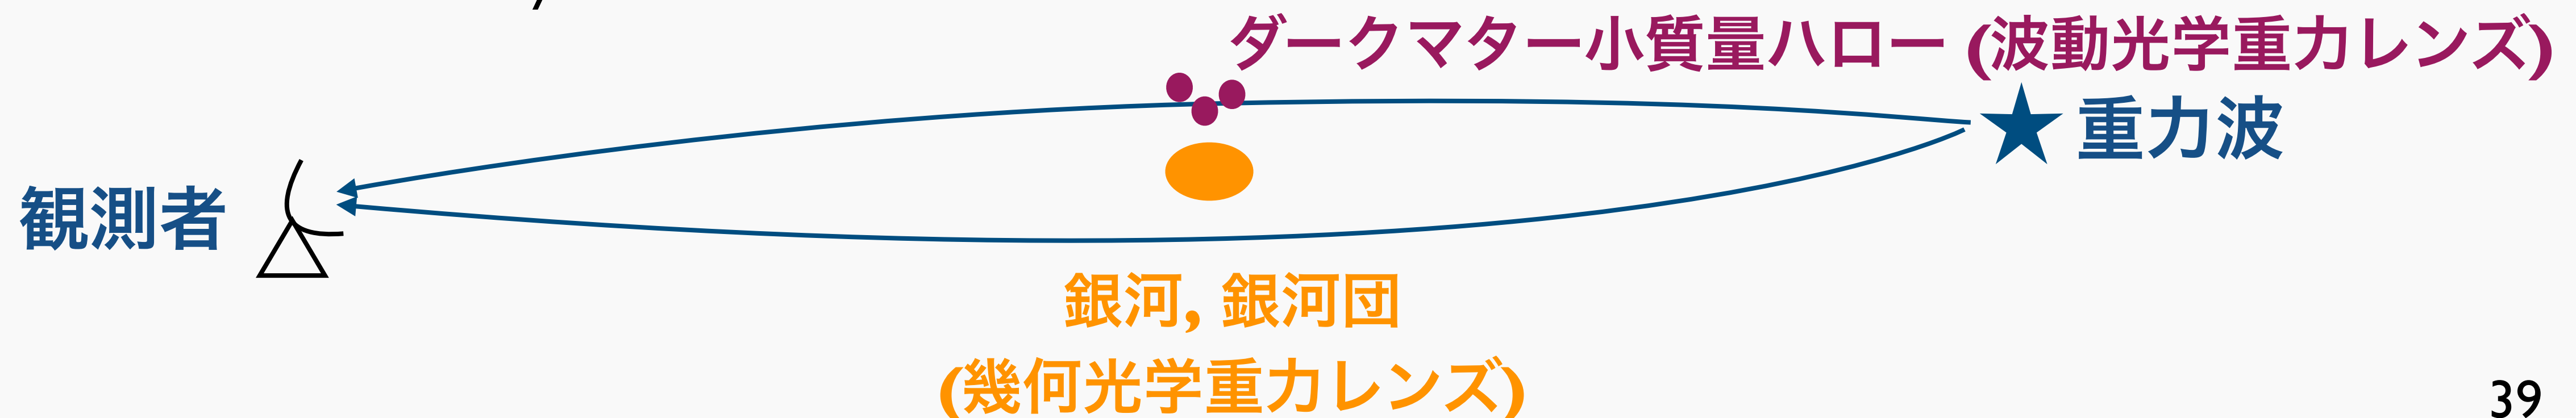 ダークマター小質量ハロー (波動光学重力レンズ)
重力波
観測者
銀河, 銀河団
(幾何光学重力レンズ)
39